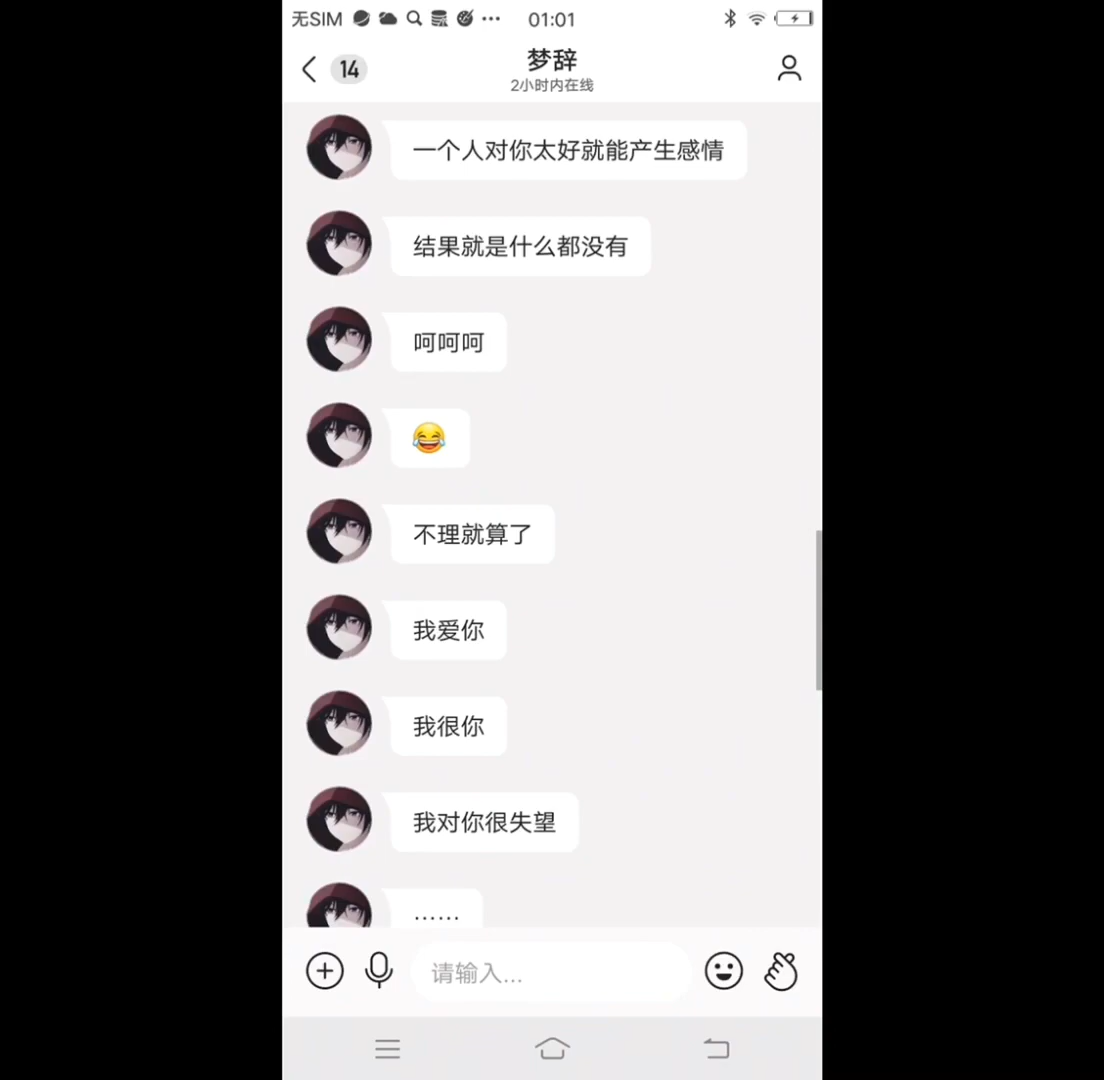 无SIM 01:01
14 梦辞
2小时内在线
一个人对你太好就能产生感情
结果就是什么都没有
呵呵呵
😂
不理就算了
我爱你
我很你
我对你很失望
……
请输入...